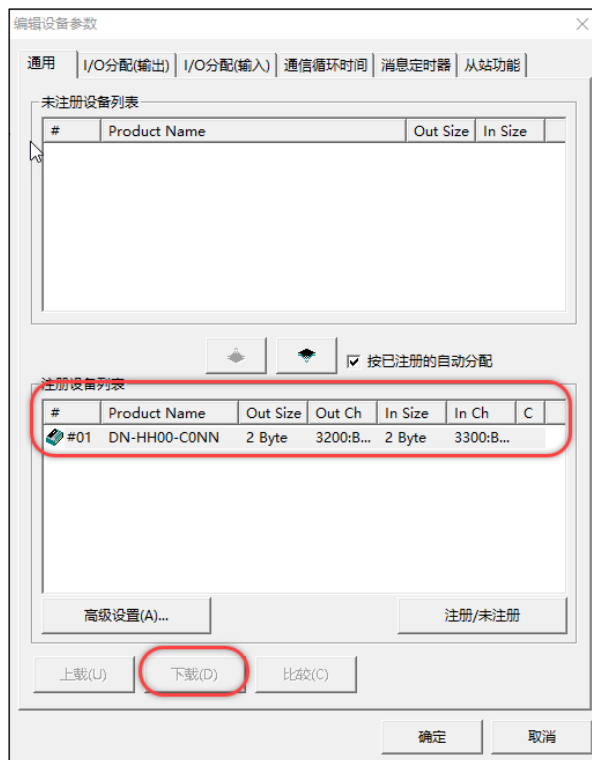 编辑设备参数
通用 I/O分配(输出) I/O分配(输入) 通信循环时间 消息定时器 从站功能
未注册设备列表
# Product Name Out Size In Size
按已注册的自动分配
注册设备列表
# Product Name Out Size Out Ch In Size In Ch C
#01 DN-HH00-C0NN 2 Byte 3200:B... 2 Byte 3300:B...
高级设置(A)... 注册/未注册
上载(U) 下载(D) 比较(C)
确定 取消